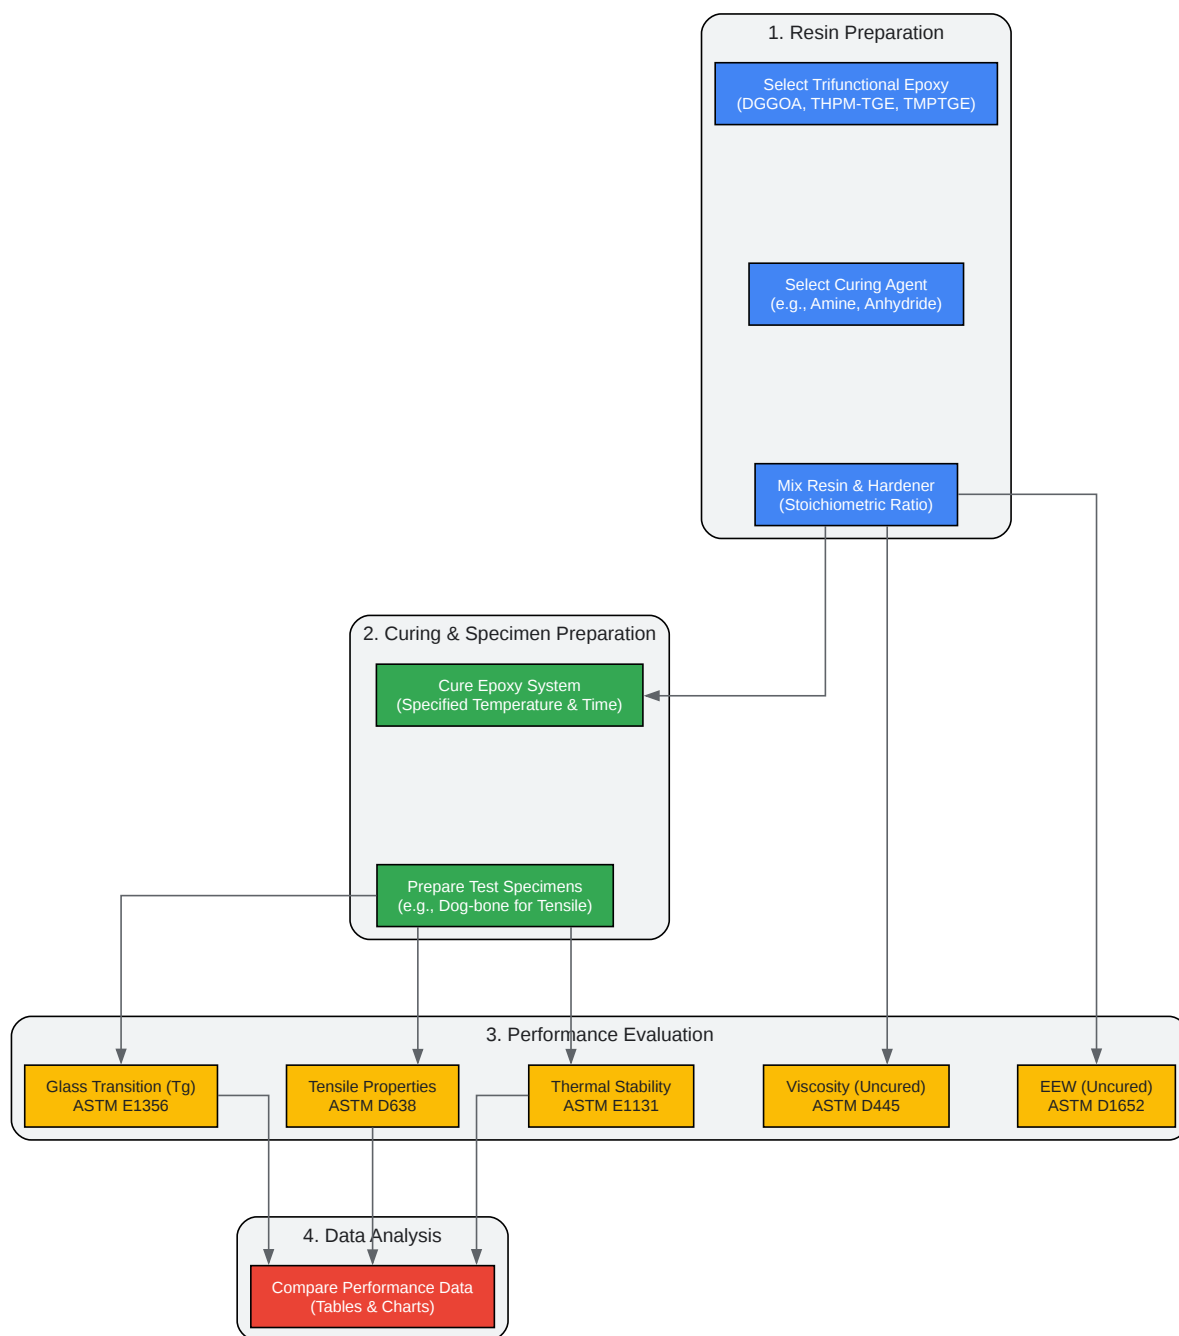 1. Resin Preparation
Select Trifunctional Epoxy
(DGGOA, THPM-TGE, TMPTGE)
Select Curing Agent
(e.g., Amine, Anhydride)
Mix Resin & Hardener
(Stoichiometric Ratio)
2. Curing & Specimen Preparation
Cure Epoxy System
(Specified Temperature & Time)
Prepare Test Specimens
(e.g., Dog-bone for Tensile)
3. Performance Evaluation
Glass Transition (Tg)
ASTM E1356
Tensile Properties
ASTM D638
Thermal Stability
ASTM E1131
Viscosity (Uncured)
ASTM D445
EEW (Uncured)
ASTM D1652
4. Data Analysis
Compare Performance Data
(Tables & Charts)